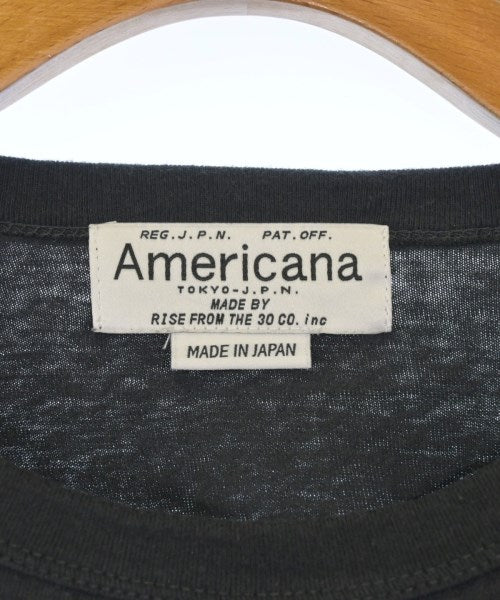 REG.J.P.N. PAT.OFF.
Americana
TOKYO-J.P.N.
MADE BY
RISE FROM THE 30 CO. inc
MADE IN JAPAN